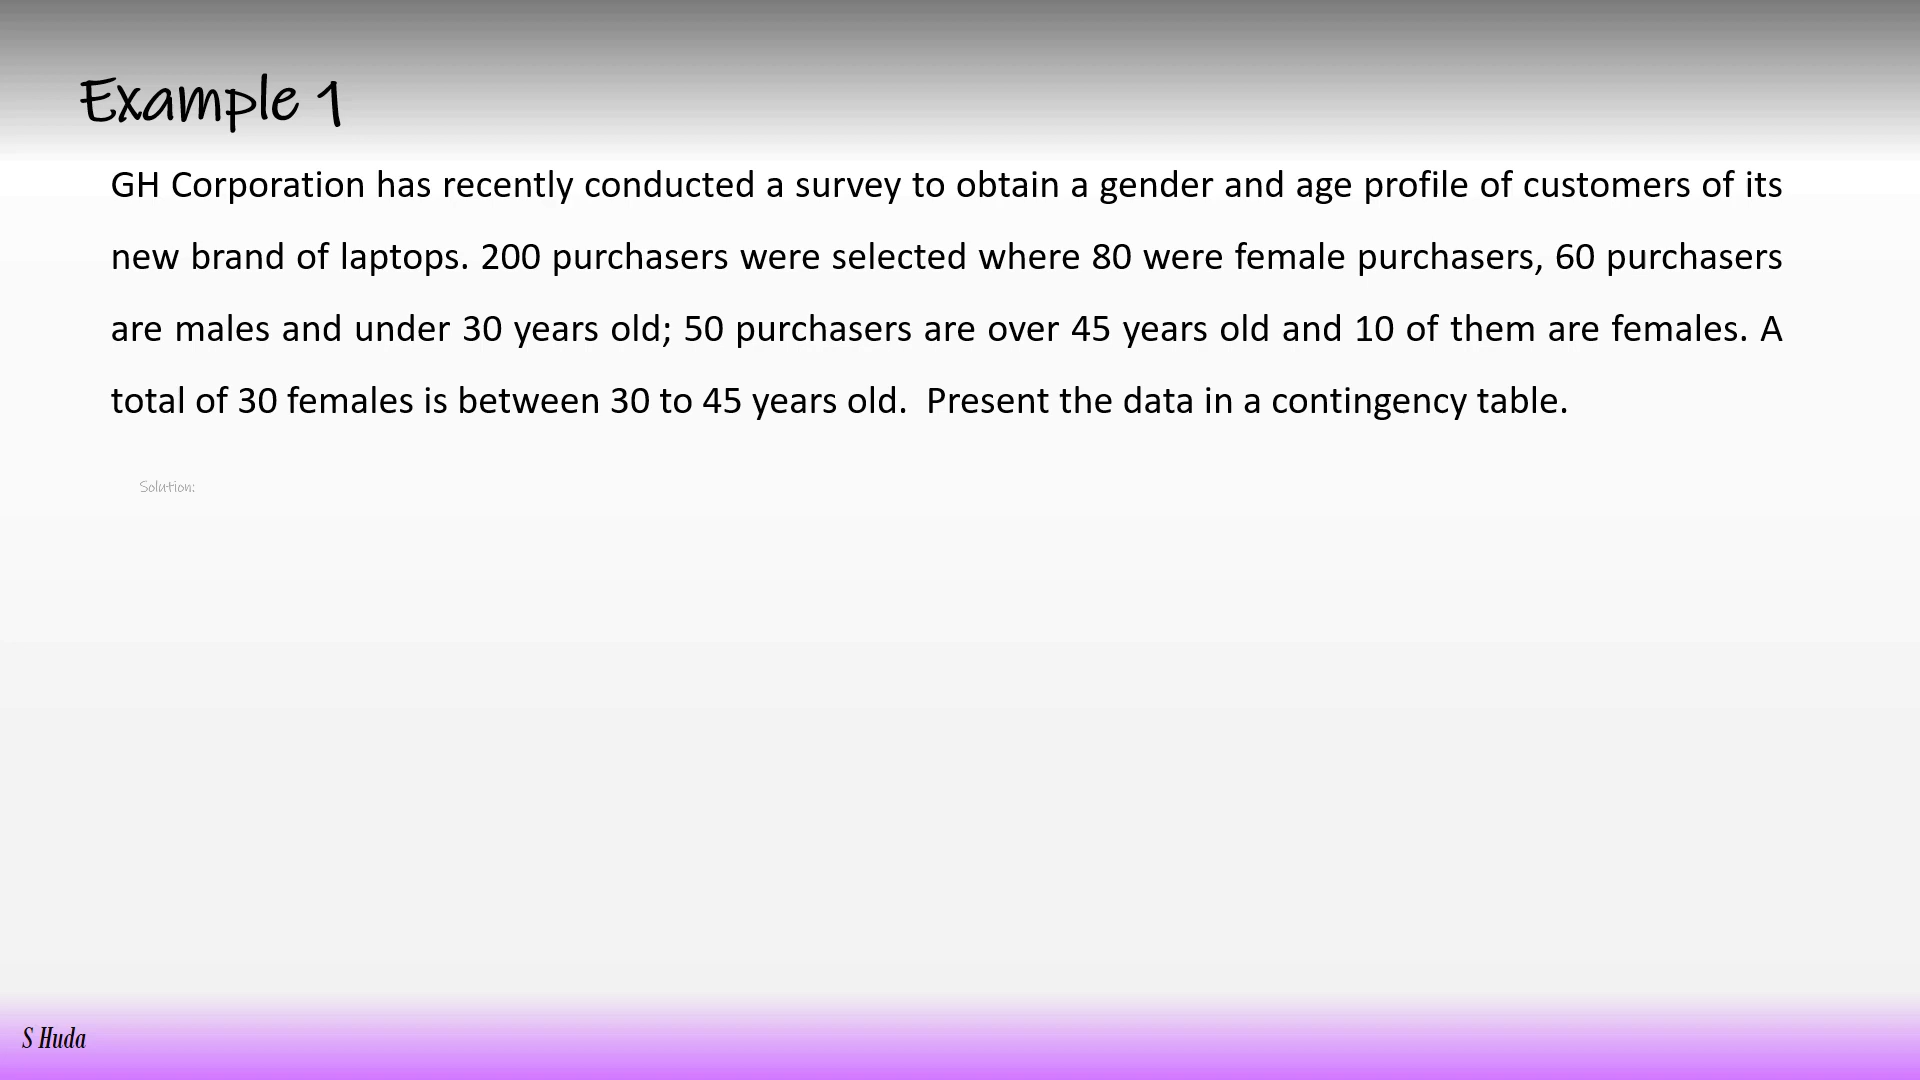 Example 1
GH Corporation has recently conducted a survey to obtain a gender and age profile of customers of its
new brand of laptops. 200 purchasers were selected where 80 were female purchasers, 60 purchasers
are males and under 30 years old; 50 purchasers are over 45 years old and 10 of them are females. A
total of 30 females is between 30 to 45 years old.  Present the data in a contingency table.
Solution:
S Huda